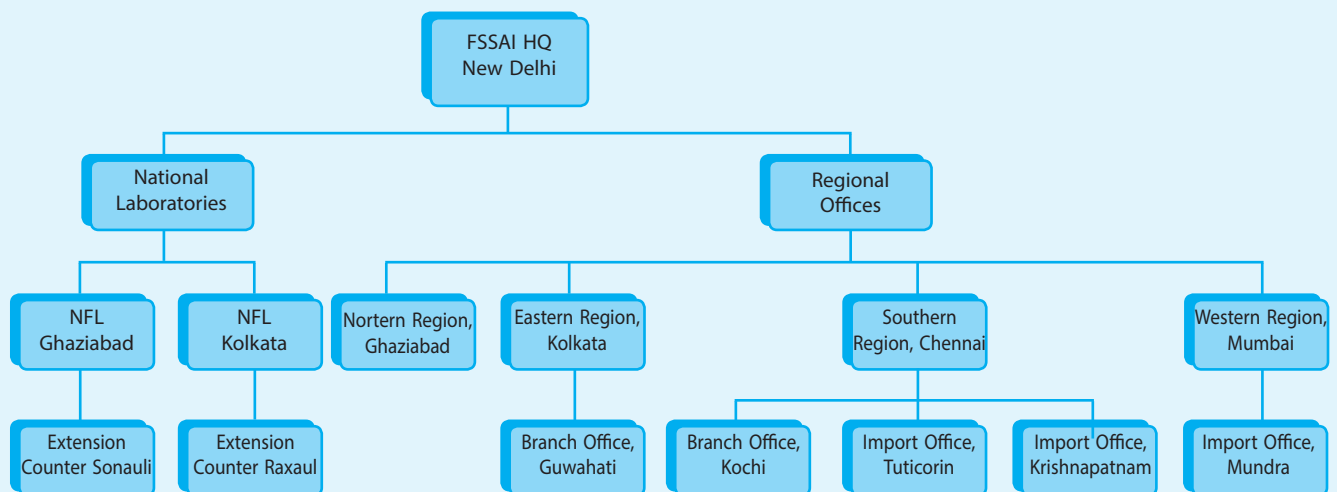 FSSAI HQ
New Delhi
National
Laboratories
Regional
Offices
NFL
Ghaziabad
NFL
Kolkata
Nortern Region,
Ghaziabad
Eastern Region,
Kolkata
Southern
Region, Chennai
Western Region,
Mumbai
Extension
Counter Sonauli
Extension
Counter Raxaul
Branch Office,
Guwahati
Branch Office,
Kochi
Import Office,
Tuticorin
Import Office,
Krishnapatnam
Import Office,
Mundra